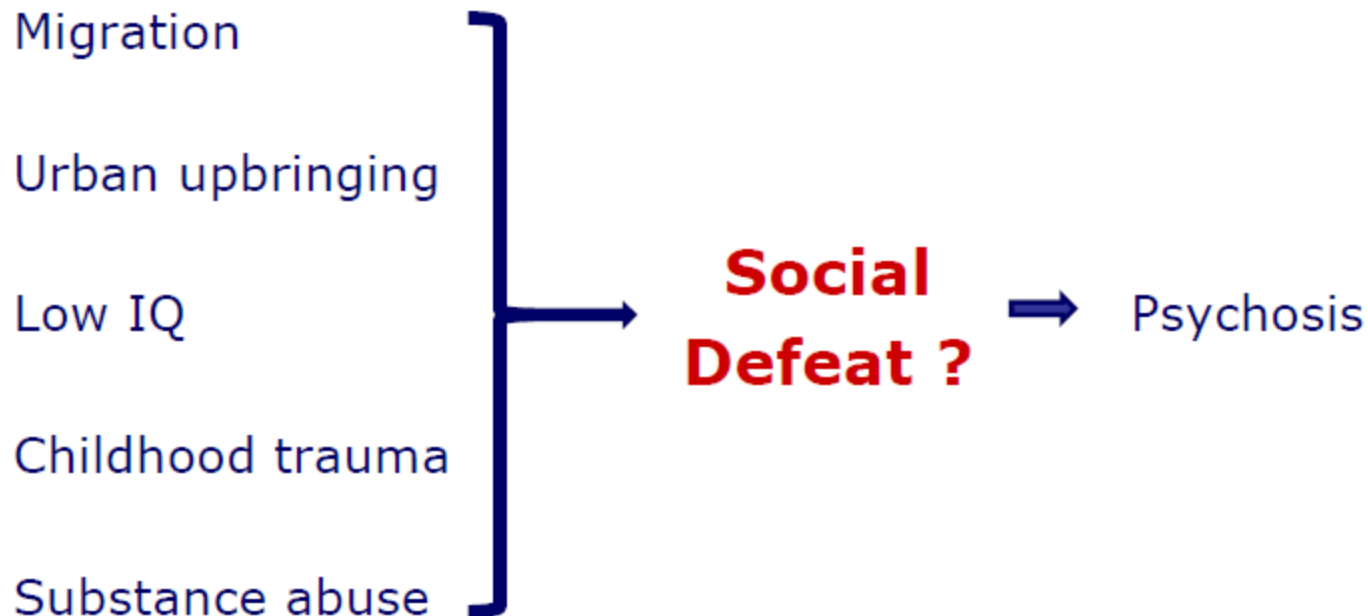 Migration
Urban upbringing
Low IQ
Childhood trauma
Substance abuse
Social
Defeat ?
Psychosis